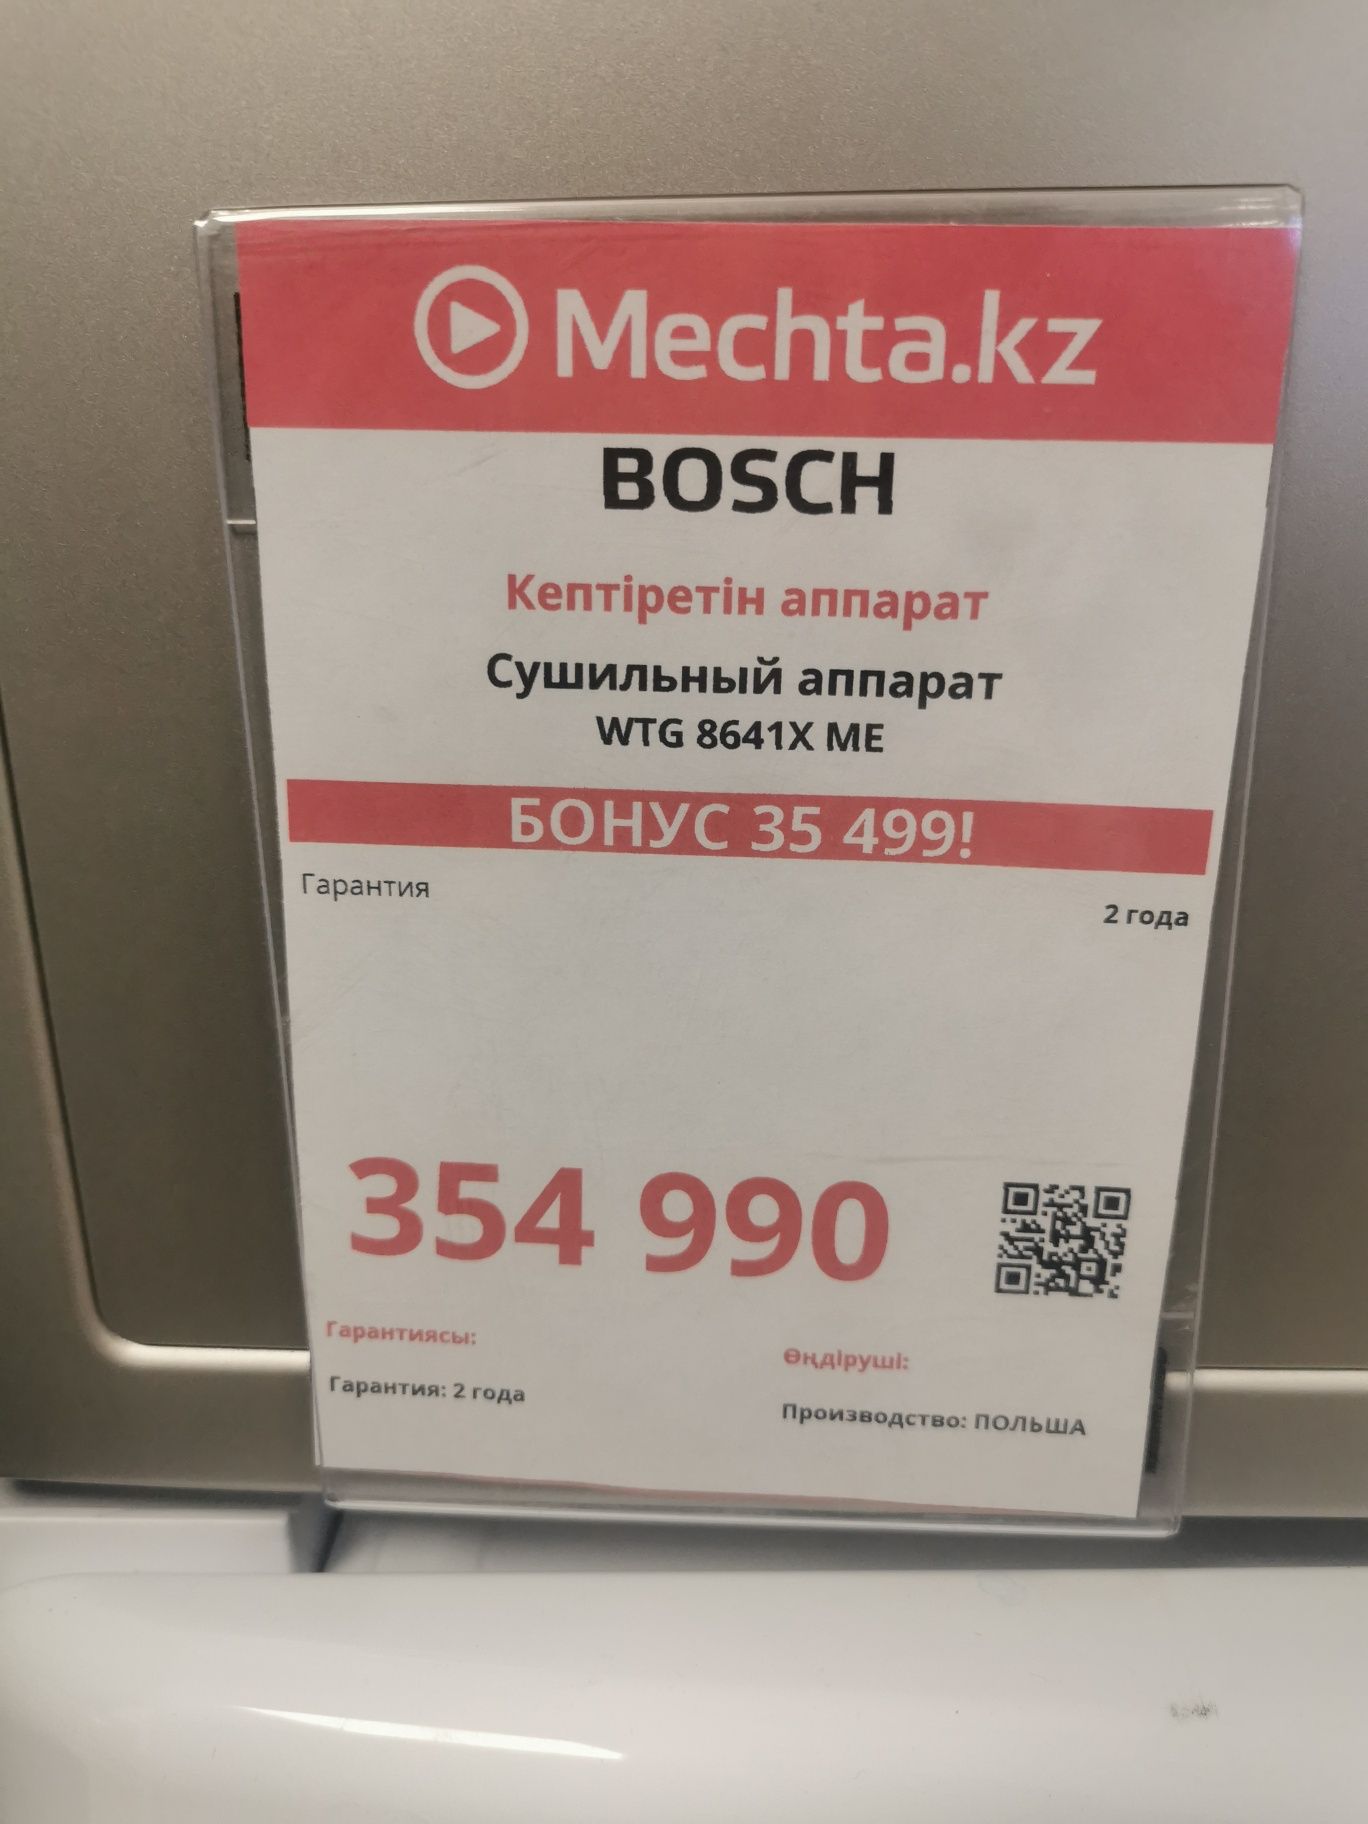 Mechta.kz
BOSCH
Кептіретін аппарат
Сушильный аппарат
WTG 8641X ME
БОНУС 35 499!
Гарантия
2 года
354 990
Гарантиясы:
Өңдіруші:
Гарантия: 2 года
Производство: ПОЛЬША